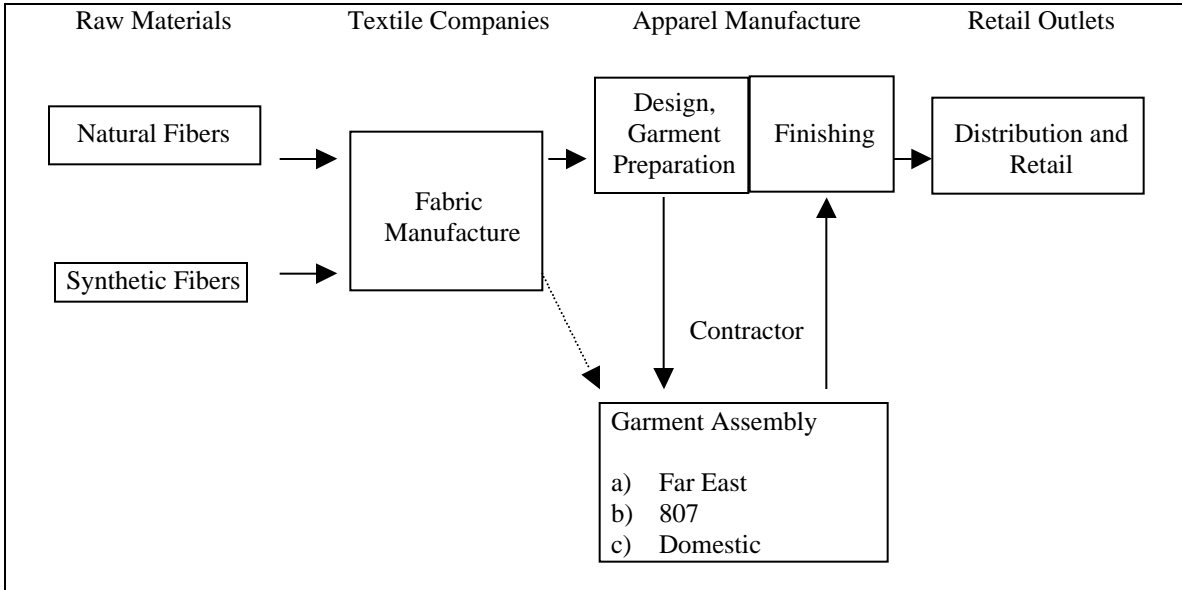 Raw Materials
Textile Companies
Apparel Manufacture
Retail Outlets
Natural Fibers
Synthetic Fibers
Fabric
Manufacture
Design,
Garment
Preparation
Finishing
Distribution and
Retail
Contractor
Garment Assembly
a) Far East
b) 807
c) Domestic